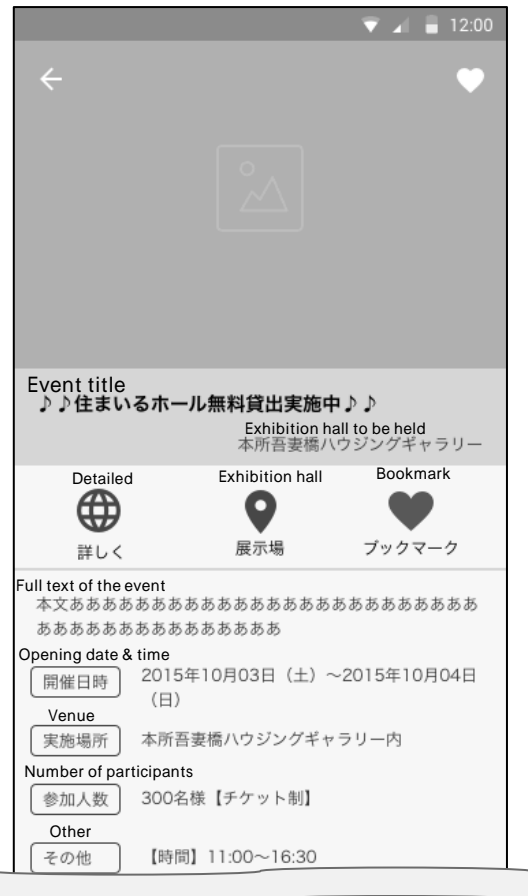 12:00
Event title
♪♪住まいるホール無料貸出実施中♪♪
Exhibition hall to be held
本所吾妻橋ハウジングギャラリー
Detailed
Exhibition hall
Bookmark
詳しく
展示場
ブックマーク
Full text of the event
本文あああああああああああああああああああああああああ
あああああああああああああああ
Opening date & time
開催日時
2015年10月03日（土）～2015年10月04日
（日）
Venue
実施場所
本所吾妻橋ハウジングギャラリー内
Number of participants
参加人数
300名様【チケット制】
Other
その他
【時間】11:00～16:30